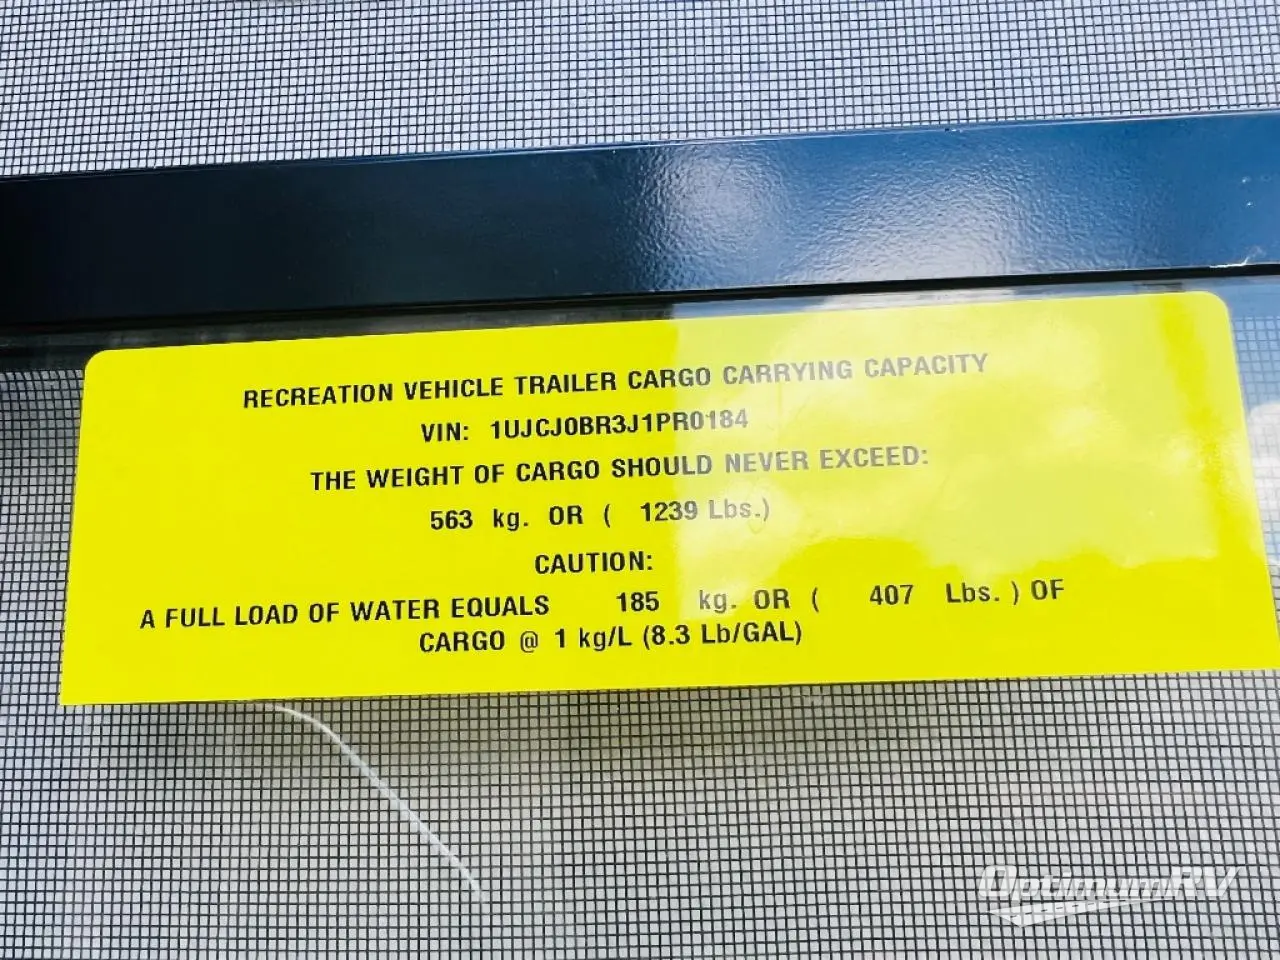 RECREATION VEHICLE TRAILER CARGO CARRYING CAPACITY
VIN: 1UJCJ0BR3J1PR0184
THE WEIGHT OF CARGO SHOULD NEVER EXCEED:
563 kg. OR ( 1239 Lbs.)
CAUTION:
A FULL LOAD OF WATER EQUALS 185 kg. OR ( 407 Lbs. ) OF
CARGO @ 1 kg/L (8.3 Lb/GAL)
OptimumRV